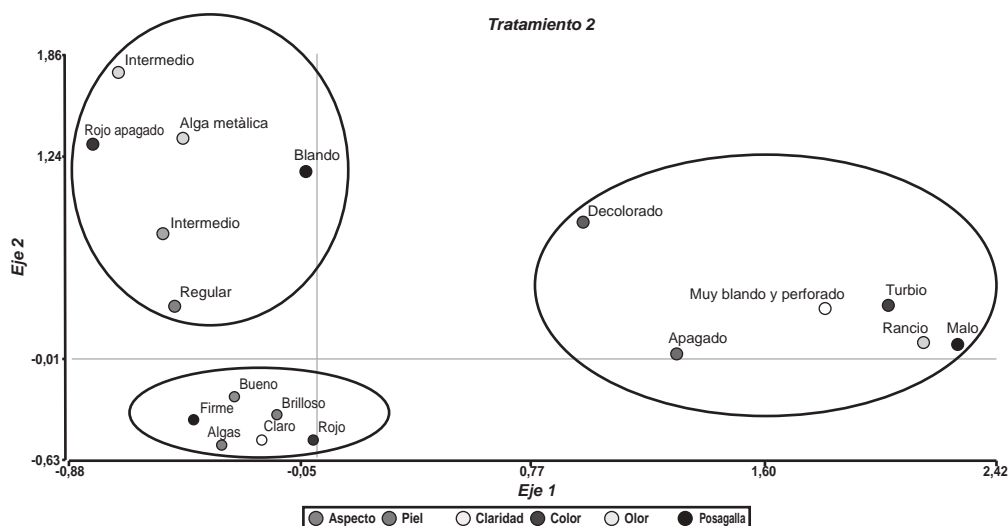 Tratamiento 2
1,86
Intermedio
Rojo apagado
Alga metàlica
1,24
Blando
Intermedio
Decolorado
Eje 2
Regular
Muy blando y perforado
Turbio
Rancio
Malo
Apagado
-0,01
Bueno
Firme
Brilloso
Algas
Claro
Rojo
-0,63
-0,88
-0,05
0,77
1,60
2,42
Eje 1
Aspecto Piel Claridad Color Olor Posagalla